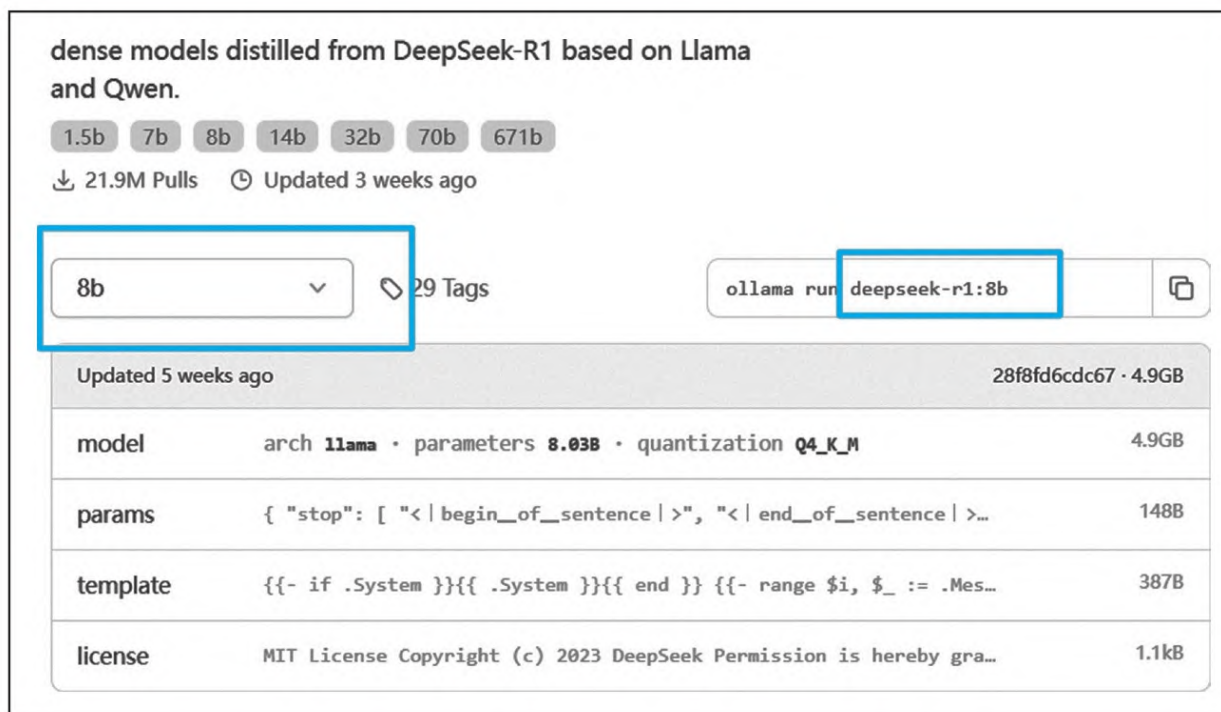 dense models distilled from DeepSeek-R1 based on Llama
and Qwen.
1.5b 7b 8b 14b 32b 70b 671b
21.9M Pulls Updated 3 weeks ago
8b 29 Tags ollama run deepseek-r1:8b
Updated 5 weeks ago 28f8fd6cdc67 · 4.9GB
model arch llama · parameters 8.03B · quantization Q4_K_M 4.9GB
params { "stop": [ "<|begin__of__sentence|>", "<|end__of__sentence|>… 148B
template {{- if .System }}{{ .System }}{{ end }} {{- range $i, $_ := .Mes… 387B
license MIT License Copyright (c) 2023 DeepSeek Permission is hereby gra… 1.1kB